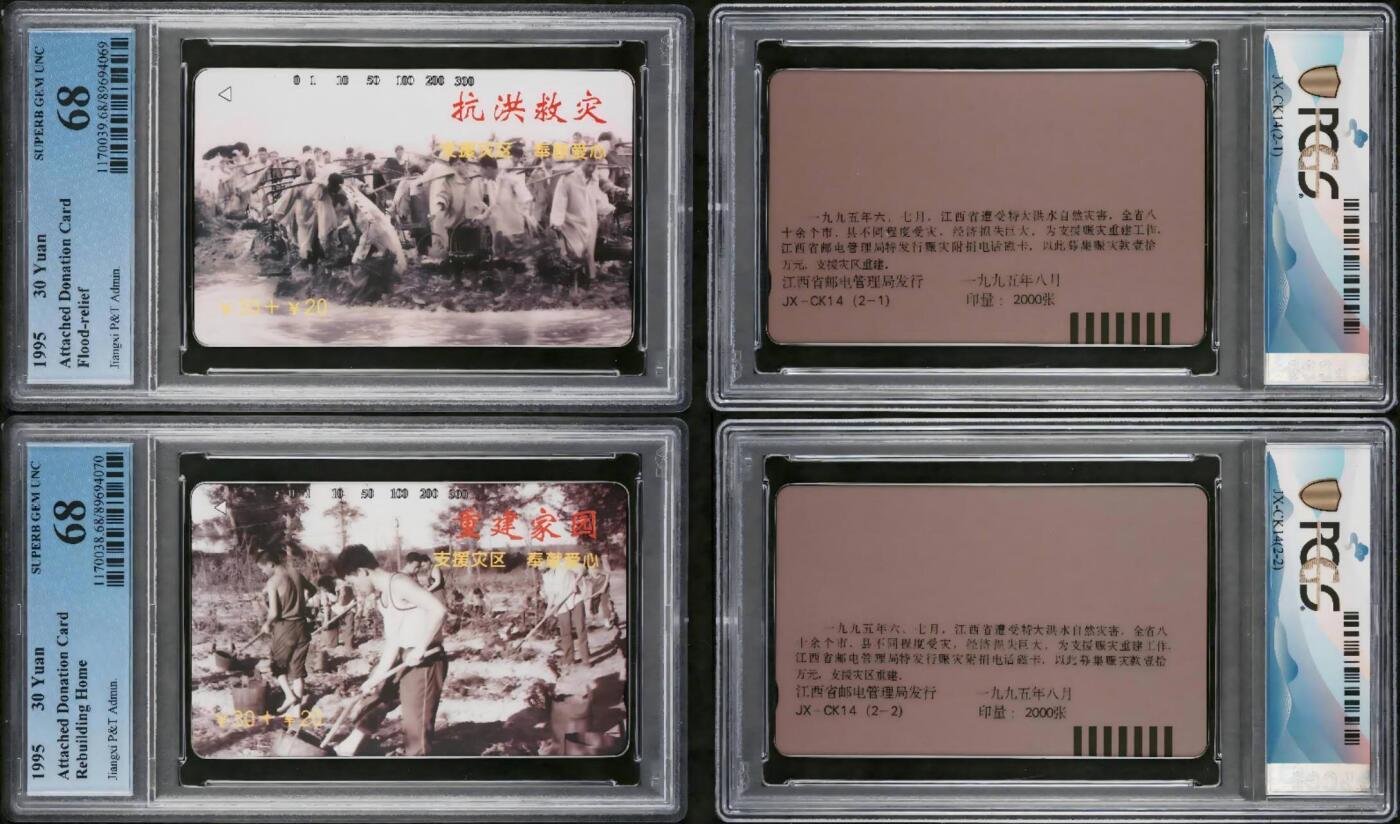 SUPERB GEM UNC
68
1170039.68/89694069
1995 30 Yuan
Attached Donation Card
Flood-relief
Jiangxi P&T Admin.
0 1 10 50 100 200 300
抗洪救灾
支援灾区 奉献爱心
￥30+￥20
一九九五年六、七月，江西省遭受特大洪水自然灾害，全省八
十余个市、县不同程度受灾，经济损失巨大，为支援赈灾重建工作，
江西省邮电管理局特发行赈灾附捐电话磁卡，以此募集赈灾款壹拾
万元，支援灾区重建。
江西省邮电管理局发行 一九九五年八月
JX-CK14 (2-1) 印量： 2000张
PCGS
JX-CK14(2-1)
SUPERB GEM UNC
68
1170038.68/89694070
1995 30 Yuan
Attached Donation Card
Rebuilding Home
Jiangxi P&T Admin.
0 1 10 50 100 200 300
重建家园
支援灾区 奉献爱心
￥30+￥20
一九九五年六、七月，江西省遭受特大洪水自然灾害，全省八
十余个市、县不同程度受灾，经济损失巨大，为支援赈灾重建工作，
江西省邮电管理局特发行赈灾附捐电话磁卡，以此募集赈灾款壹拾
万元，支援灾区重建。
江西省邮电管理局发行 一九九五年八月
JX-CK14 (2-2) 印量： 2000张
PCGS
JX-CK14(2-2)